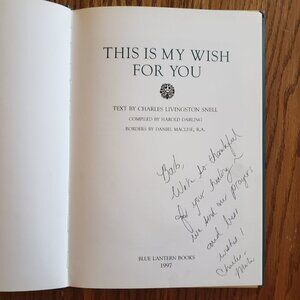 THIS IS MY WISH
FOR YOU
TEXT BY CHARLES LIVINGSTON SNELL
COMPILED BY HAROLD DARLING
BORDERS BY DANIEL MACLISE, R.A.
Barb,
We're so thankful
for your healing!
We send our prayers
and best
wishes!
Charles,
BLUE LANTERN BOOKS
1997